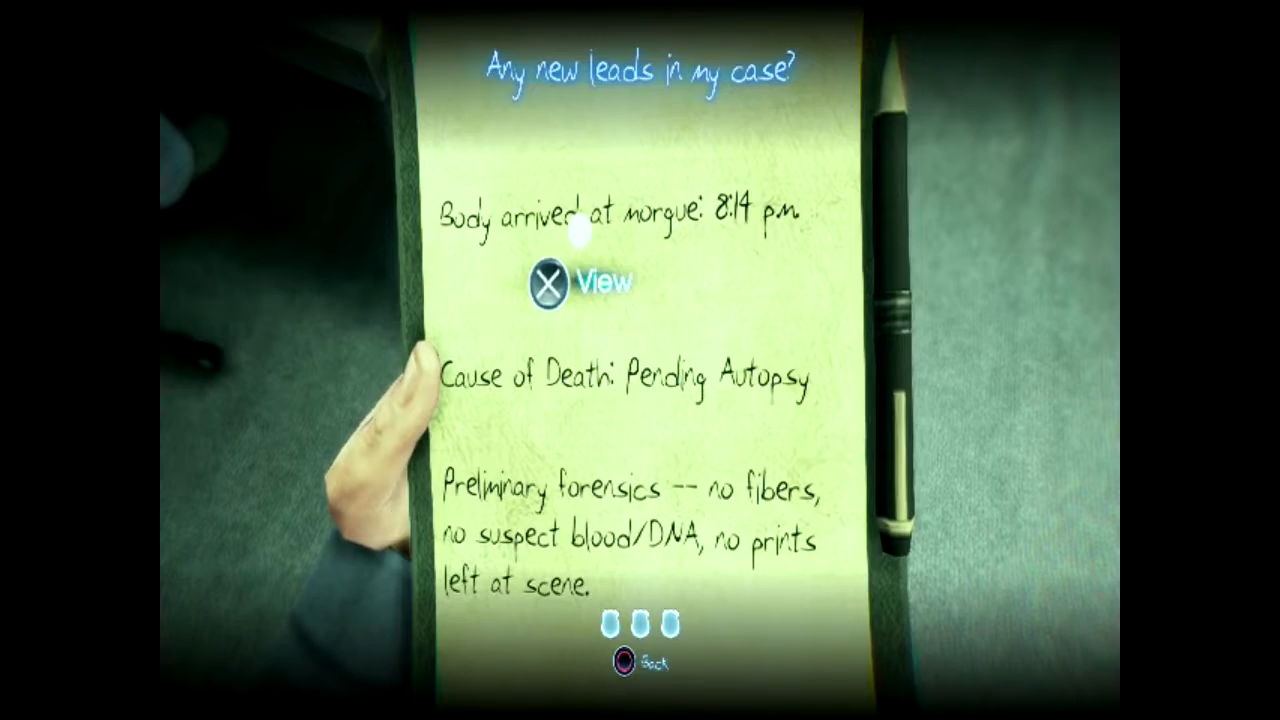 Any new leads in my case?
Body arrived at morgue: 8:14 pm
View
Cause of Death: Pending Autopsy
Preliminary forensics -- no fibers,
no suspect blood/DNA, no prints
left at scene.
Back